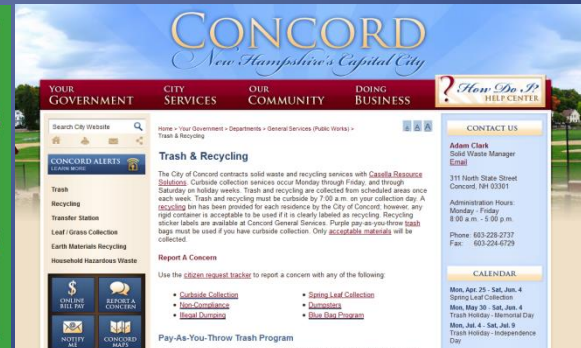 CONCORD
New Hampshire's Capital City
YOUR GOVERNMENT
CITY SERVICES
OUR COMMUNITY
DOING BUSINESS
? How Do I?
HELP CENTER
Search City Website
CONCORD ALERTS
LEARN MORE
Trash
Recycling
Transfer Station
Leaf / Grass Collection
Earth Materials Recycling
Household Hazardous Waste
$
ONLINE BILL PAY
REPORT A CONCERN
NOTIFY ME
CONCORD MAPS
Home > Your Government > Departments > General Services (Public Works) >
Trash & Recycling
A A A
Trash & Recycling
The City of Concord contracts solid waste and recycling services with Casella Resource
Solutions. Curbside collection services occur Monday through Friday, and through
Saturday on holiday weeks. Trash and recycling are collected from scheduled areas once
each week. Trash and recycling must be curbside by 7:00 a.m. on your collection day. A
recycling bin has been provided for each residence by the City of Concord; however, any
rigid container is acceptable to be used if it is clearly labeled as recycling. Recycling
sticker labels are available at Concord General Services. Purple pay-as-you-throw trash
bags must be used if you have curbside collection. Only acceptable materials will be
collected.
Report A Concern
Use the citizen request tracker to report a concern with any of the following:
• Curbside Collection
• Non-Compliance
• Illegal Dumping
• Spring Leaf Collection
• Dumpsters
• Blue Bag Program
Pay-As-You-Throw Trash Program
CONTACT US
Adam Clark
Solid Waste Manager
Email
311 North State Street
Concord, NH 03301
Administration Hours:
Monday - Friday
8:00 a.m. - 5:00 p.m.
Phone: 603-228-2737
Fax: 603-224-6729
CALENDAR
Mon, Apr. 25 - Sat, Jun. 4
Spring Leaf Collection
Mon, May 30 - Sat, Jun. 4
Trash Holiday - Memorial Day
Mon, Jul. 4 - Sat, Jul. 9
Trash Holiday - Independence
Day